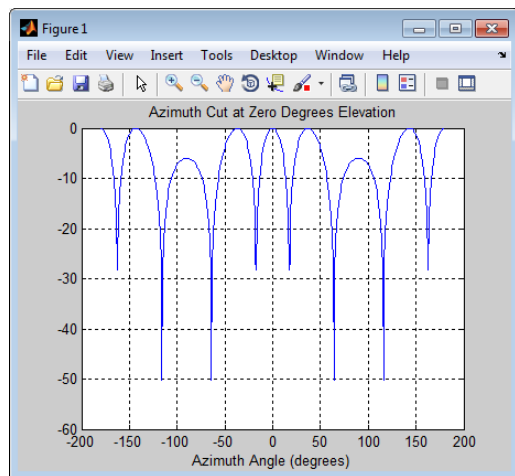 Figure 1
File Edit View Insert Tools Desktop Window Help
Azimuth Cut at Zero Degrees Elevation
0
-10
-20
-30
-40
-50
-60
-200 -150 -100 -50 0 50 100 150 200
Azimuth Angle (degrees)